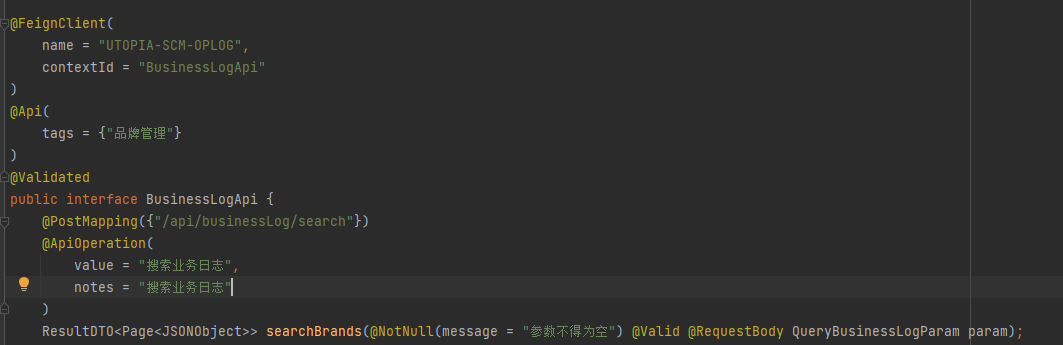 @FeignClient(
name = "UTOPIA-SCM-OPLOG",
contextId = "BusinessLogApi"
)
@Api(
tags = {"品牌管理"}
)
@Validated
public interface BusinessLogApi {
@PostMapping({"/api/businessLog/search"})
@ApiOperation(
value = "搜索业务日志",
notes = "搜索业务日志"
)
ResultDTO<Page<JSONObject>> searchBrands(@NotNull(message = "参数不得为空") @Valid @RequestBody QueryBusinessLogParam param);